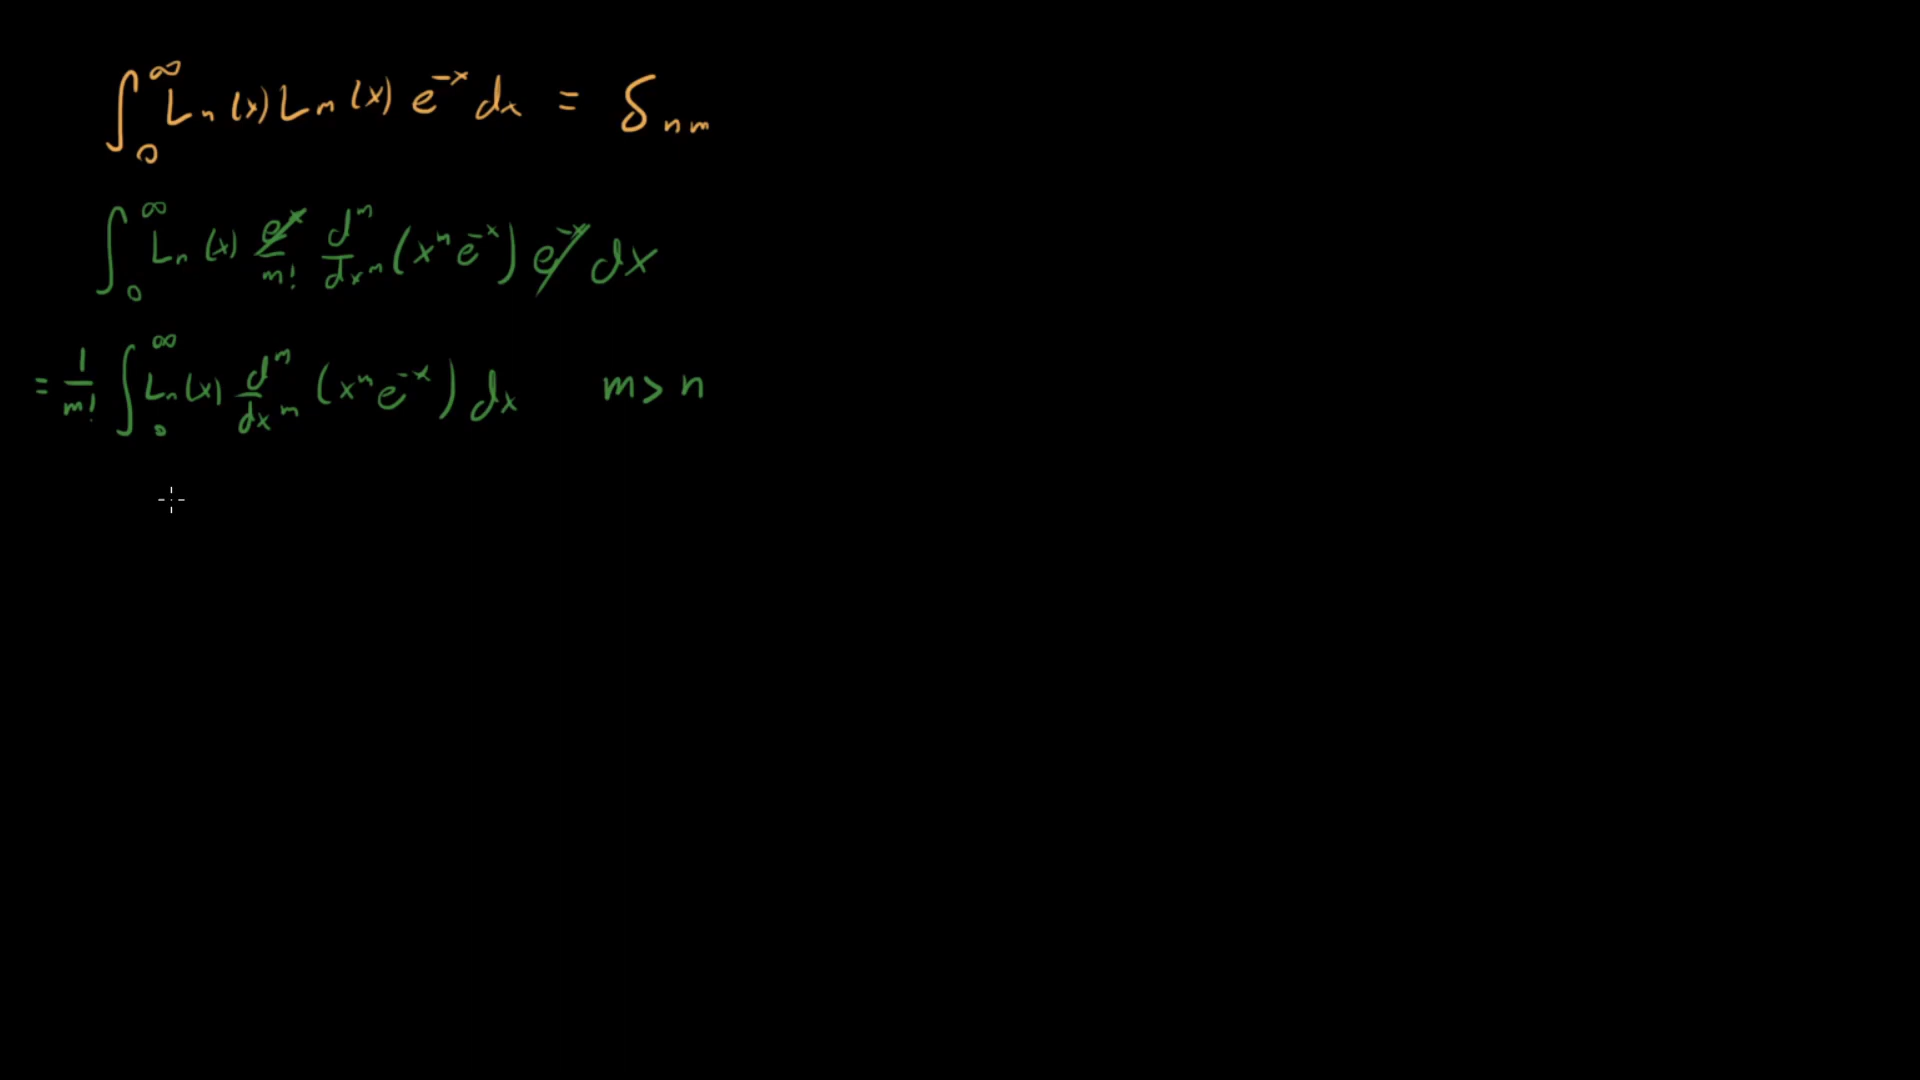 ∫₀^∞ Lₙ(x) Lₘ(x) e^{-x} dx = δₙₘ
∫₀^∞ Lₙ(x) e^x/m! d^m/dx^m (x^m e^{-x}) e^{-x} dx
= 1/m! ∫₀^∞ Lₙ(x) d^m/dx^m (x^m e^{-x}) dx m > n